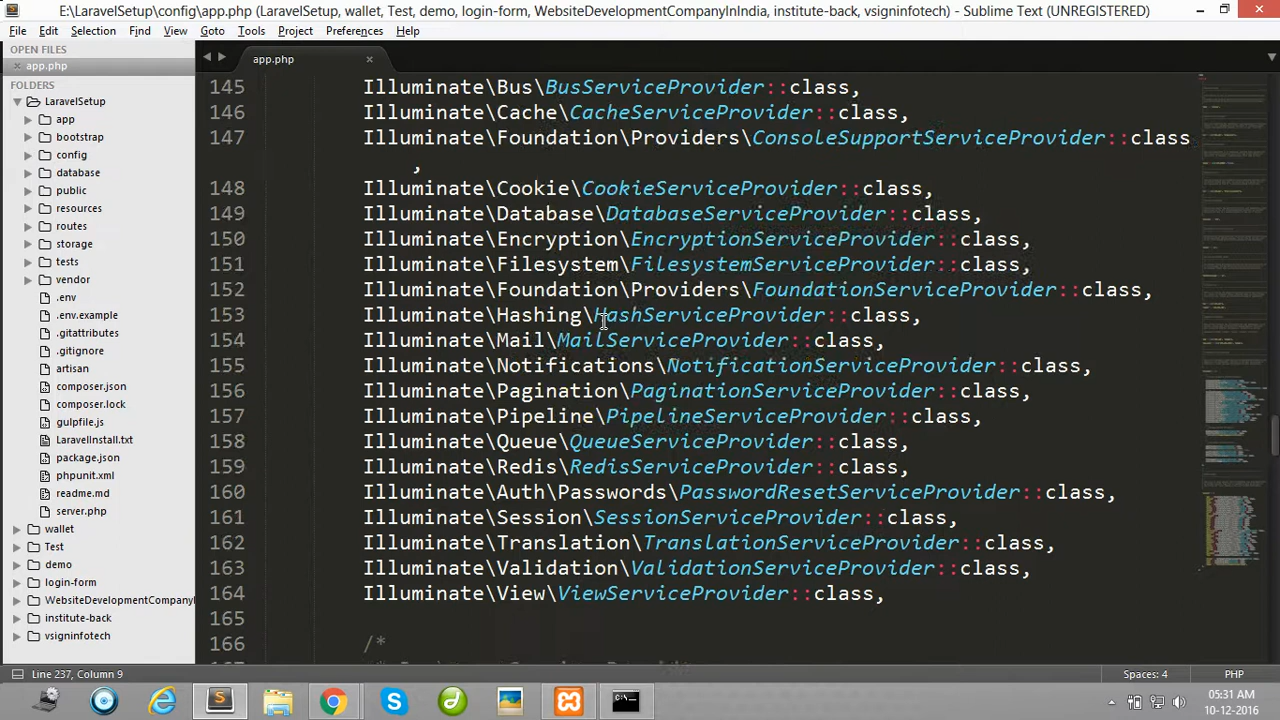 E:\LaravelSetup\config\app.php (LaravelSetup, wallet, Test, demo, login-form, WebsiteDevelopmentCompanyInIndia, institute-back, vsigninfotech) - Sublime Text (UNREGISTERED)
File Edit Selection Find View Goto Tools Project Preferences Help
OPEN FILES
app.php
FOLDERS
LaravelSetup
app
bootstrap
config
database
public
resources
routes
storage
tests
vendor
.env
.env.example
.gitattributes
.gitignore
artisan
composer.json
composer.lock
gulpfile.js
LaravelInstall.txt
package.json
phpunit.xml
readme.md
server.php
wallet
Test
demo
login-form
WebsiteDevelopmentCompanyI
institute-back
vsigninfotech
app.php
145 Illuminate\Bus\BusServiceProvider::class,
146 Illuminate\Cache\CacheServiceProvider::class,
147 Illuminate\Foundation\Providers\ConsoleSupportServiceProvider::class
,
148 Illuminate\Cookie\CookieServiceProvider::class,
149 Illuminate\Database\DatabaseServiceProvider::class,
150 Illuminate\Encryption\EncryptionServiceProvider::class,
151 Illuminate\Filesystem\FilesystemServiceProvider::class,
152 Illuminate\Foundation\Providers\FoundationServiceProvider::class,
153 Illuminate\Hashing\HashServiceProvider::class,
154 Illuminate\Mail\MailServiceProvider::class,
155 Illuminate\Notifications\NotificationServiceProvider::class,
156 Illuminate\Pagination\PaginationServiceProvider::class,
157 Illuminate\Pipeline\PipelineServiceProvider::class,
158 Illuminate\Queue\QueueServiceProvider::class,
159 Illuminate\Redis\RedisServiceProvider::class,
160 Illuminate\Auth\Passwords\PasswordResetServiceProvider::class,
161 Illuminate\Session\SessionServiceProvider::class,
162 Illuminate\Translation\TranslationServiceProvider::class,
163 Illuminate\Validation\ValidationServiceProvider::class,
164 Illuminate\View\ViewServiceProvider::class,
165
166 /*
Line 237, Column 9
Spaces: 4
PHP
05:31 AM
10-12-2016